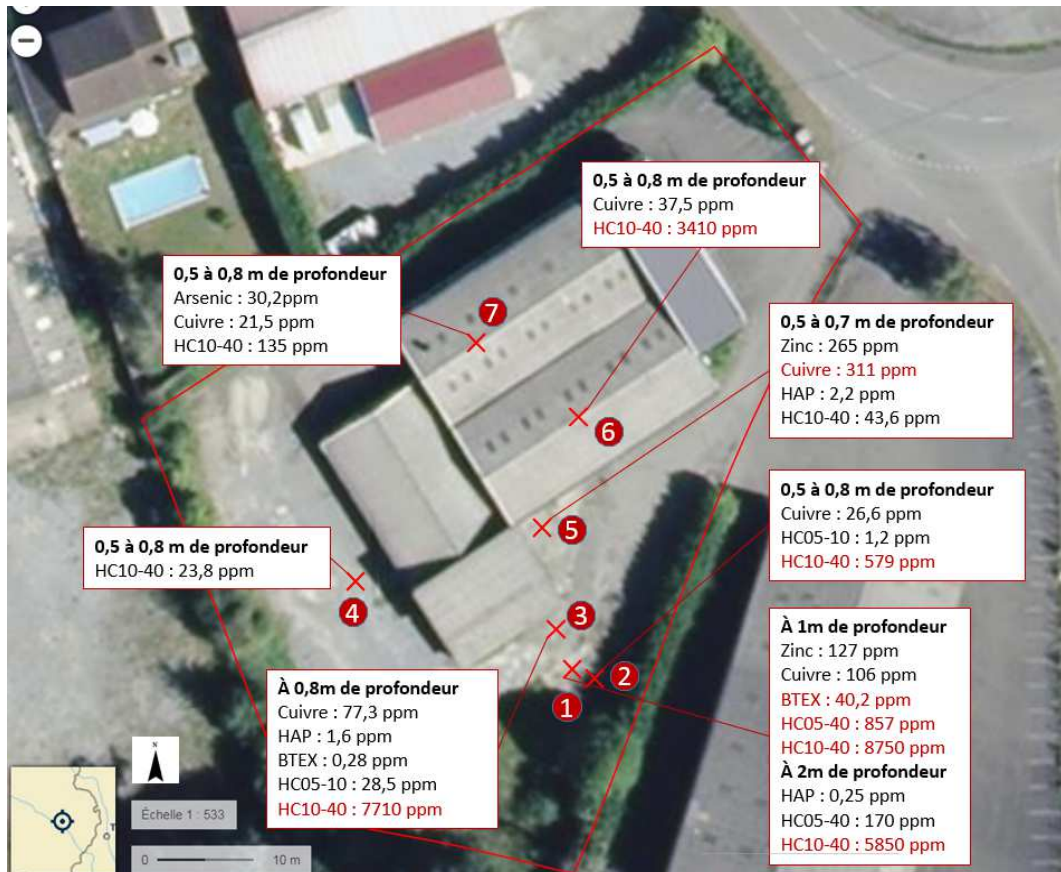 0,5 à 0,8 m de profondeur
Cuivre : 37,5 ppm
HC10-40 : 3410 ppm
0,5 à 0,8 m de profondeur
Arsenic : 30,2ppm
Cuivre : 21,5 ppm
HC10-40 : 135 ppm
7
6
0,5 à 0,7 m de profondeur
Zinc : 265 ppm
Cuivre : 311 ppm
HAP : 2,2 ppm
HC10-40 : 43,6 ppm
5
0,5 à 0,8 m de profondeur
Cuivre : 26,6 ppm
HC05-10 : 1,2 ppm
HC10-40 : 579 ppm
0,5 à 0,8 m de profondeur
HC10-40 : 23,8 ppm
4
3
2
1
À 1m de profondeur
Zinc : 127 ppm
Cuivre : 106 ppm
BTEX : 40,2 ppm
HC05-40 : 857 ppm
HC10-40 : 8750 ppm
À 2m de profondeur
HAP : 0,25 ppm
HC05-40 : 170 ppm
HC10-40 : 5850 ppm
À 0,8m de profondeur
Cuivre : 77,3 ppm
HAP : 1,6 ppm
BTEX : 0,28 ppm
HC05-10 : 28,5 ppm
HC10-40 : 7710 ppm
N
T
Échelle 1 : 533
0 10 m